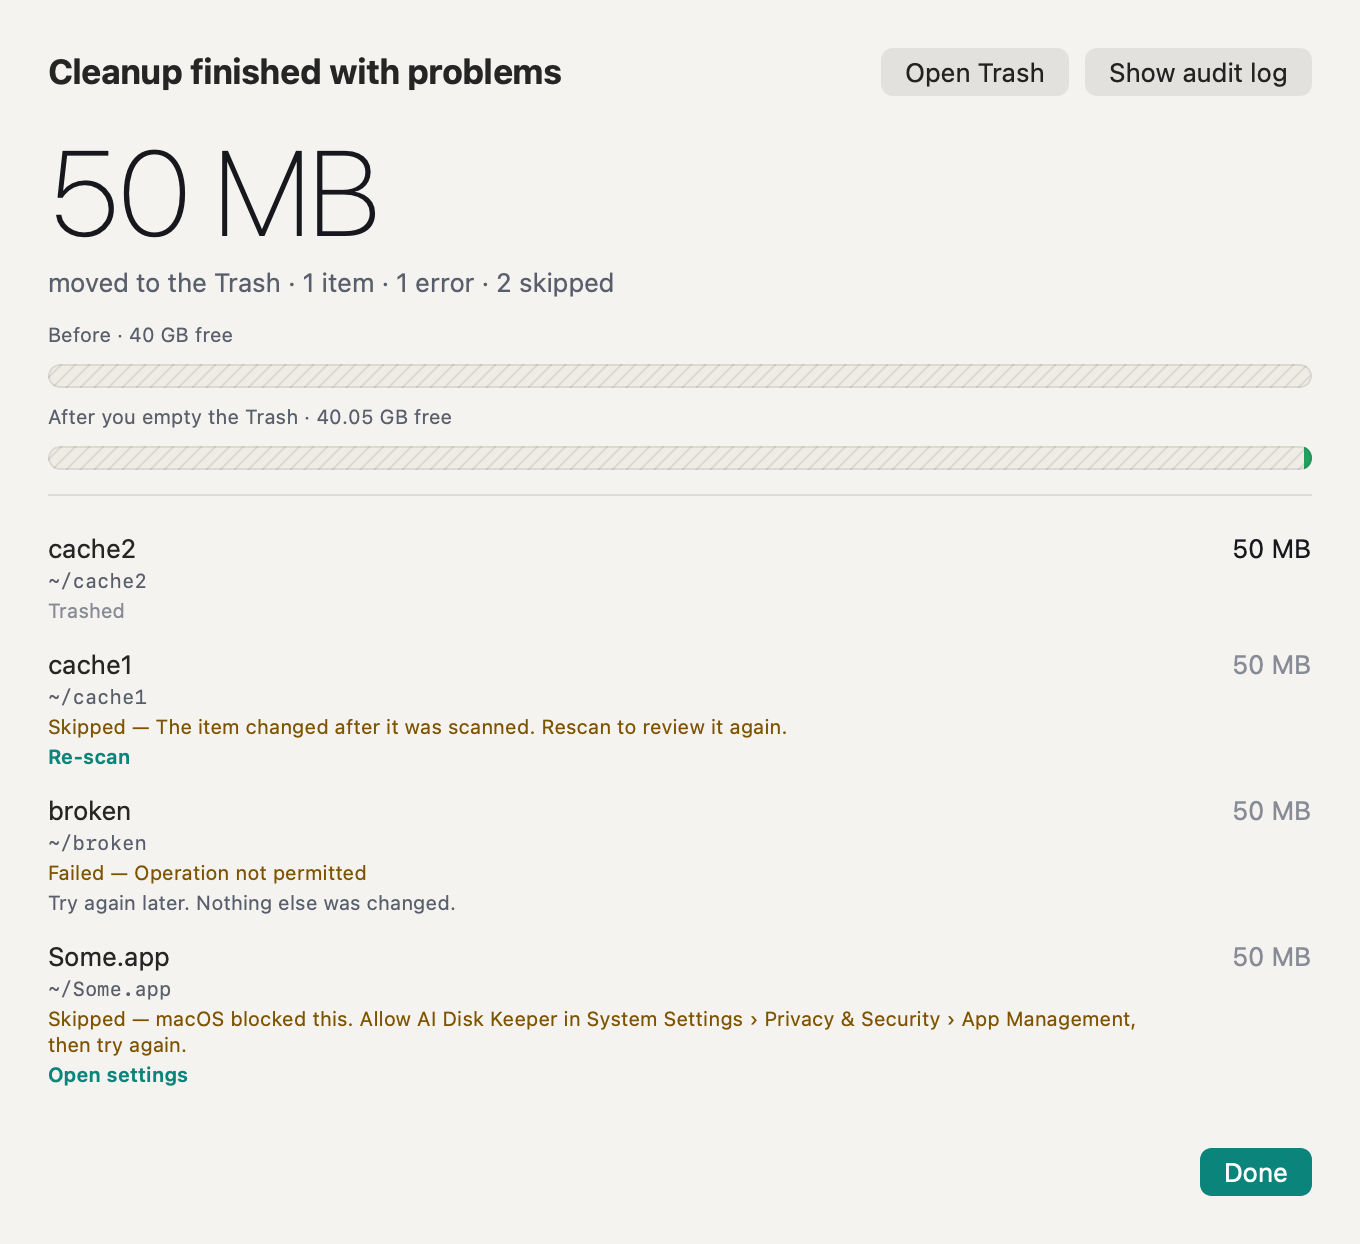 Cleanup finished with problems
Open Trash
Show audit log
50 MB
moved to the Trash · 1 item · 1 error · 2 skipped
Before · 40 GB free
After you empty the Trash · 40.05 GB free
cache2
50 MB
~/cache2
Trashed
cache1
50 MB
~/cache1
Skipped — The item changed after it was scanned. Rescan to review it again.
Re-scan
broken
50 MB
~/broken
Failed — Operation not permitted
Try again later. Nothing else was changed.
Some.app
50 MB
~/Some.app
Skipped — macOS blocked this. Allow AI Disk Keeper in System Settings › Privacy & Security › App Management,
then try again.
Open settings
Done